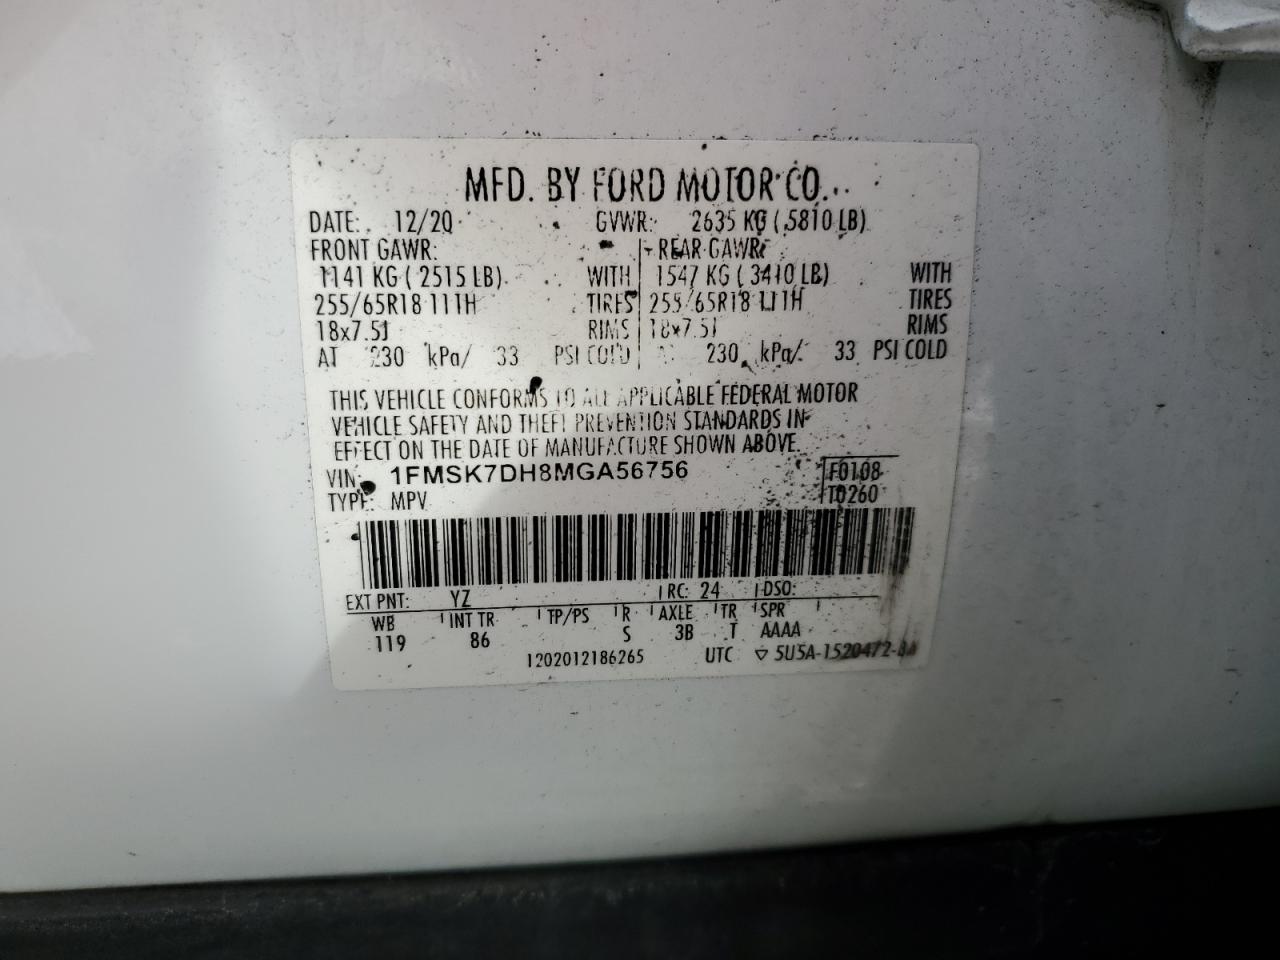 MFD. BY FORD MOTOR CO.
DATE: 12/20 GVWR: 2635 KG ( 5810 LB)
FRONT GAWR: REAR GAWR:
1141 KG ( 2515 LB) WITH 1547 KG ( 3410 LB) WITH
255/65R18 111H TIRES 255/65R18 111H TIRES
18x7.5J RIMS 18x7.5J RIMS
AT 230 kPa/ 33 PSI COLD AT 230 kPa/ 33 PSI COLD
THIS VEHICLE CONFORMS TO ALL APPLICABLE FEDERAL MOTOR
VEHICLE SAFETY AND THEFT PREVENTION STANDARDS IN
EFFECT ON THE DATE OF MANUFACTURE SHOWN ABOVE.
VIN: 1FMSK7DH8MGA56756 F0108
TYPE: MPV T0260
EXT PNT: YZ RC: 24 DSO:
WB INT TR TP/PS R AXLE TR SPR
119 86 S 3B T AAAA
1202012186265 UTC ▽ 5U5A-1520472-